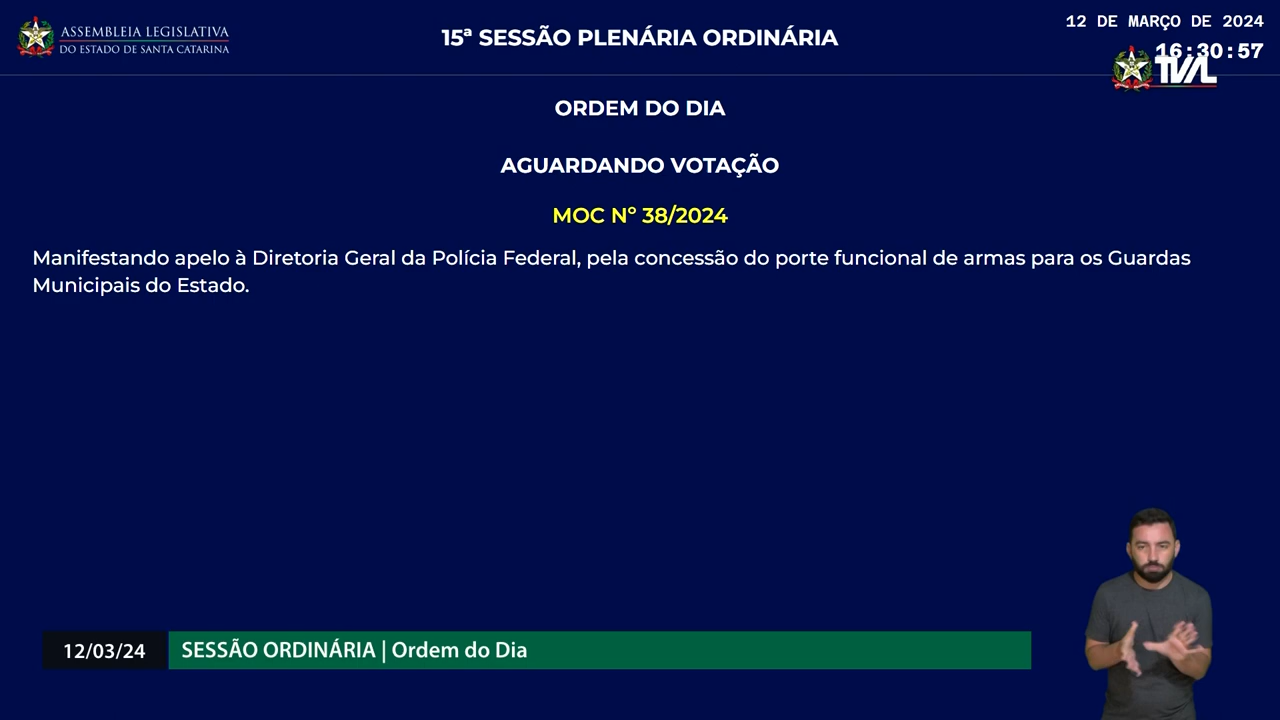 ASSEMBLEIA LEGISLATIVA
DO ESTADO DE SANTA CATARINA
15ª SESSÃO PLENÁRIA ORDINÁRIA
12 DE MARÇO DE 2024
16:30:57
TVAL
ORDEM DO DIA
AGUARDANDO VOTAÇÃO
MOC Nº 38/2024
Manifestando apelo à Diretoria Geral da Polícia Federal, pela concessão do porte funcional de armas para os Guardas
Municipais do Estado.
12/03/24
SESSÃO ORDINÁRIA | Ordem do Dia